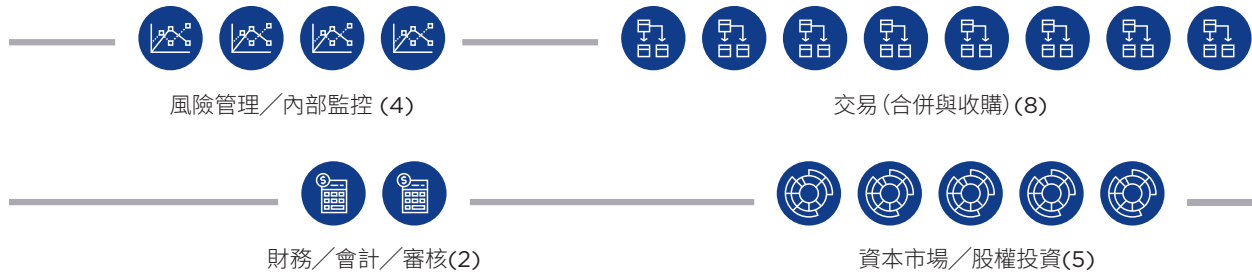 風險管理／內部監控 (4)
交易(合併與收購)(8)
財務／會計／審核(2)
資本市場／股權投資(5)